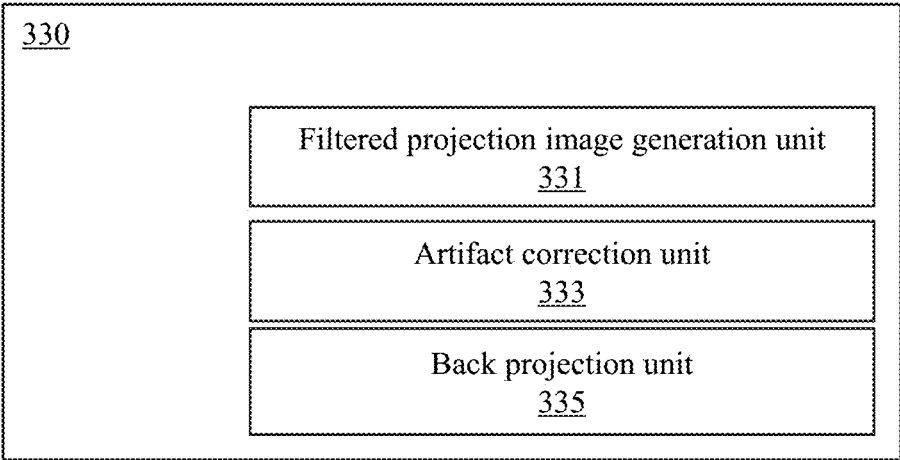 330
Filtered projection image generation unit
331
Artifact correction unit
333
Back projection unit
335